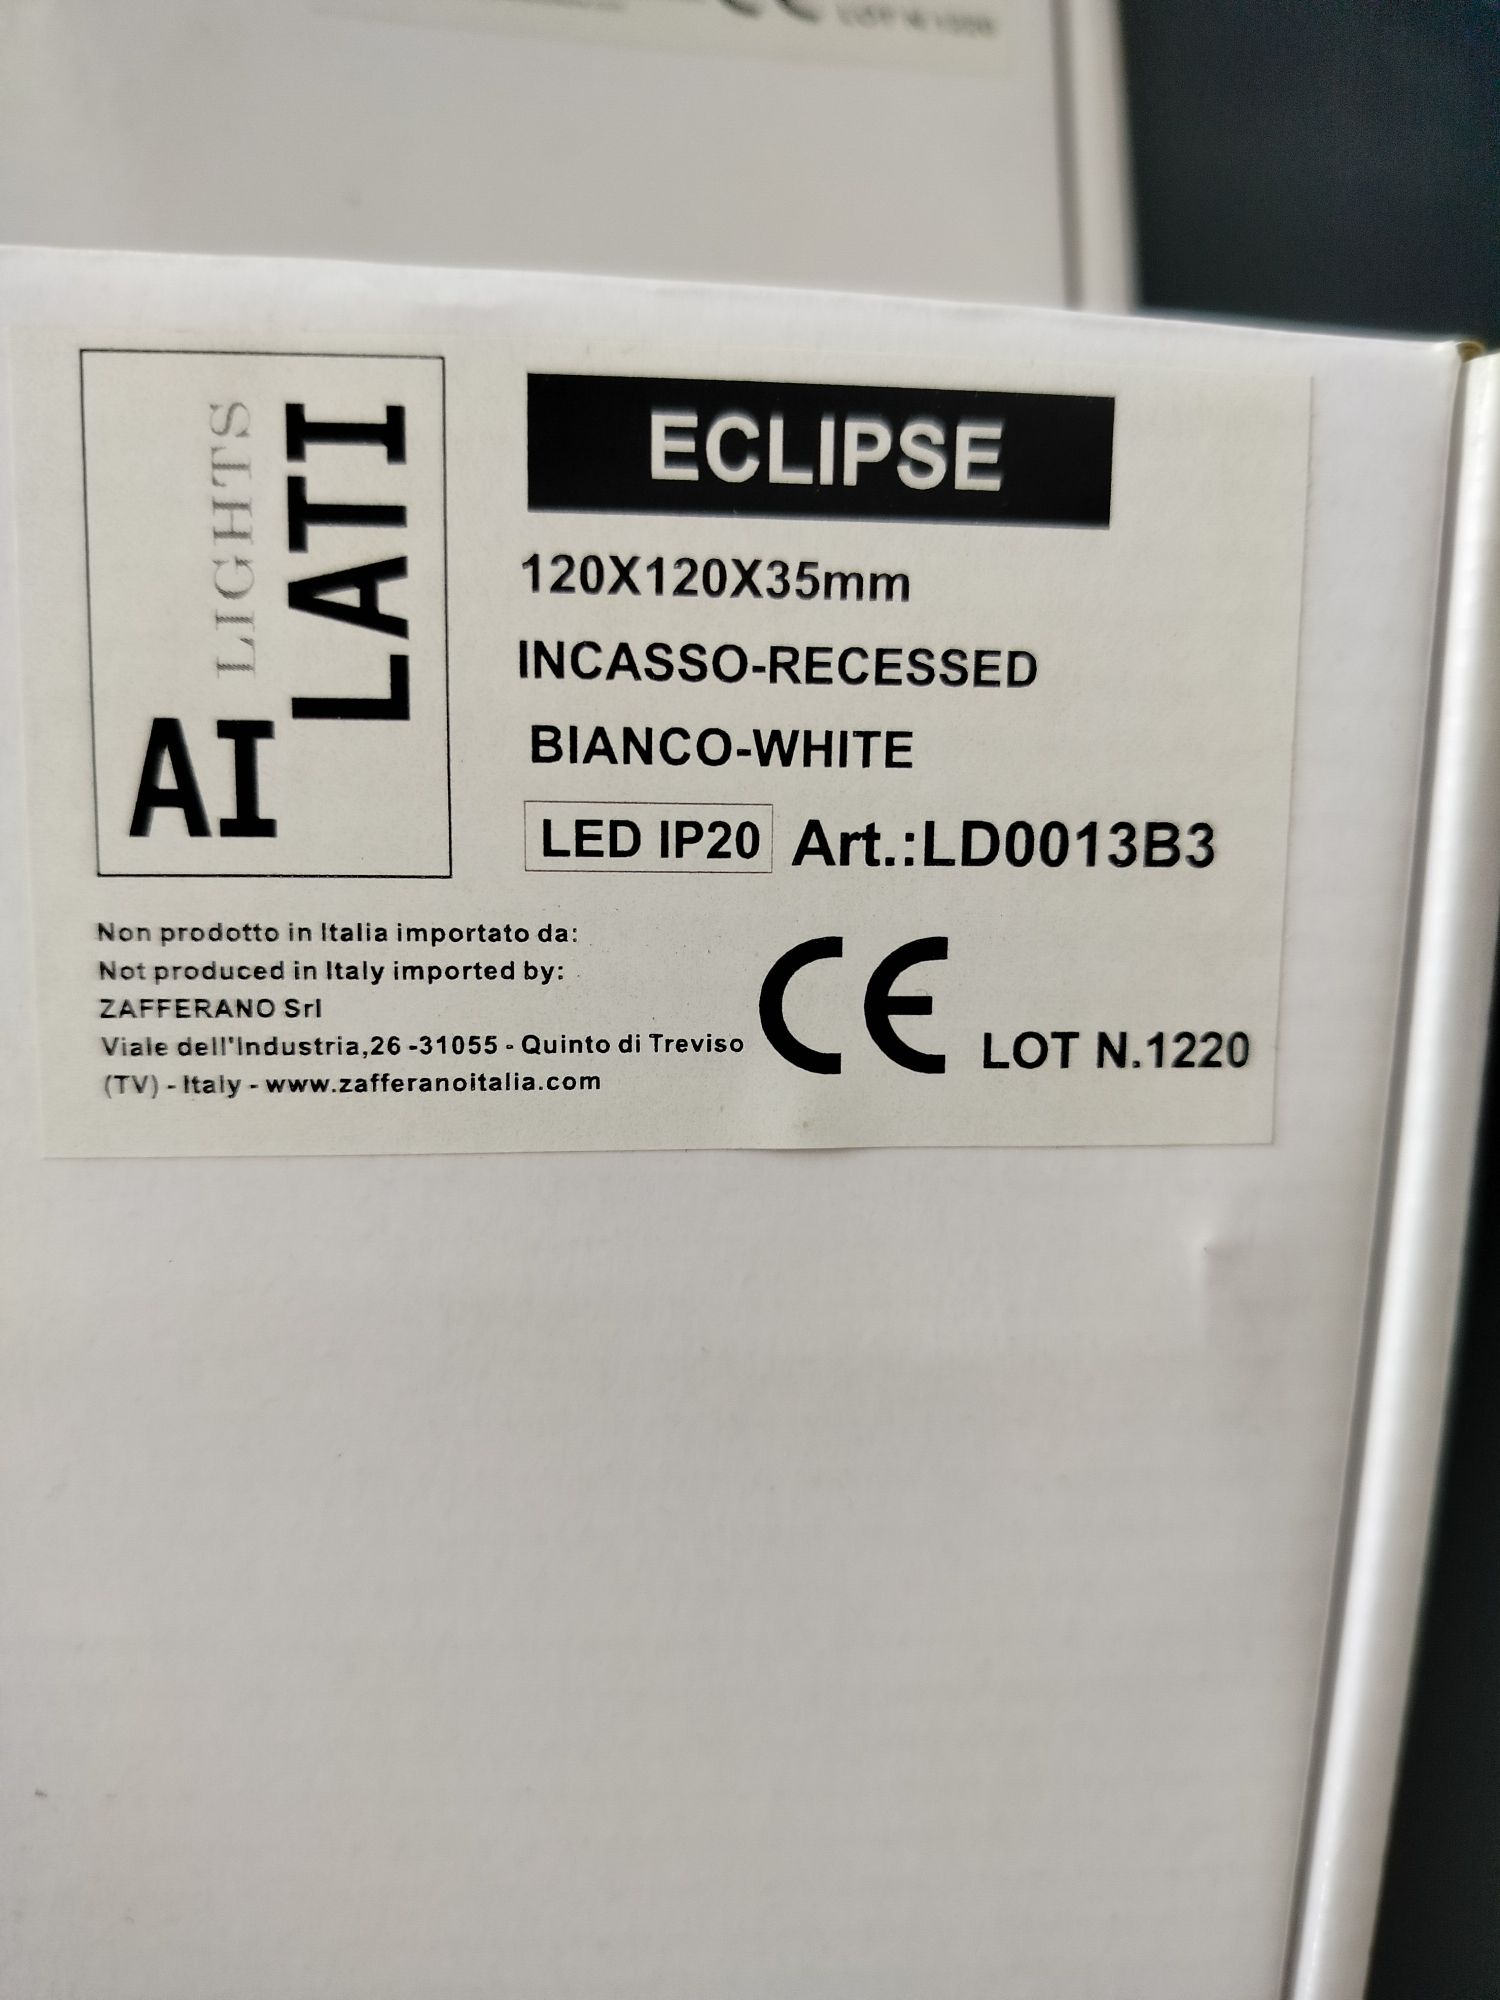 LOT N.1220
AI
LATI
LIGHTS
ECLIPSE
120X120X35mm
INCASSO-RECESSED
BIANCO-WHITE
LED IP20 Art.:LD0013B3
Non prodotto in Italia importato da:
Not produced in Italy imported by:
ZAFFERANO Srl
Viale dell'Industria,26 -31055 - Quinto di Treviso
(TV) - Italy - www.zafferanoitalia.com
CE LOT N.1220